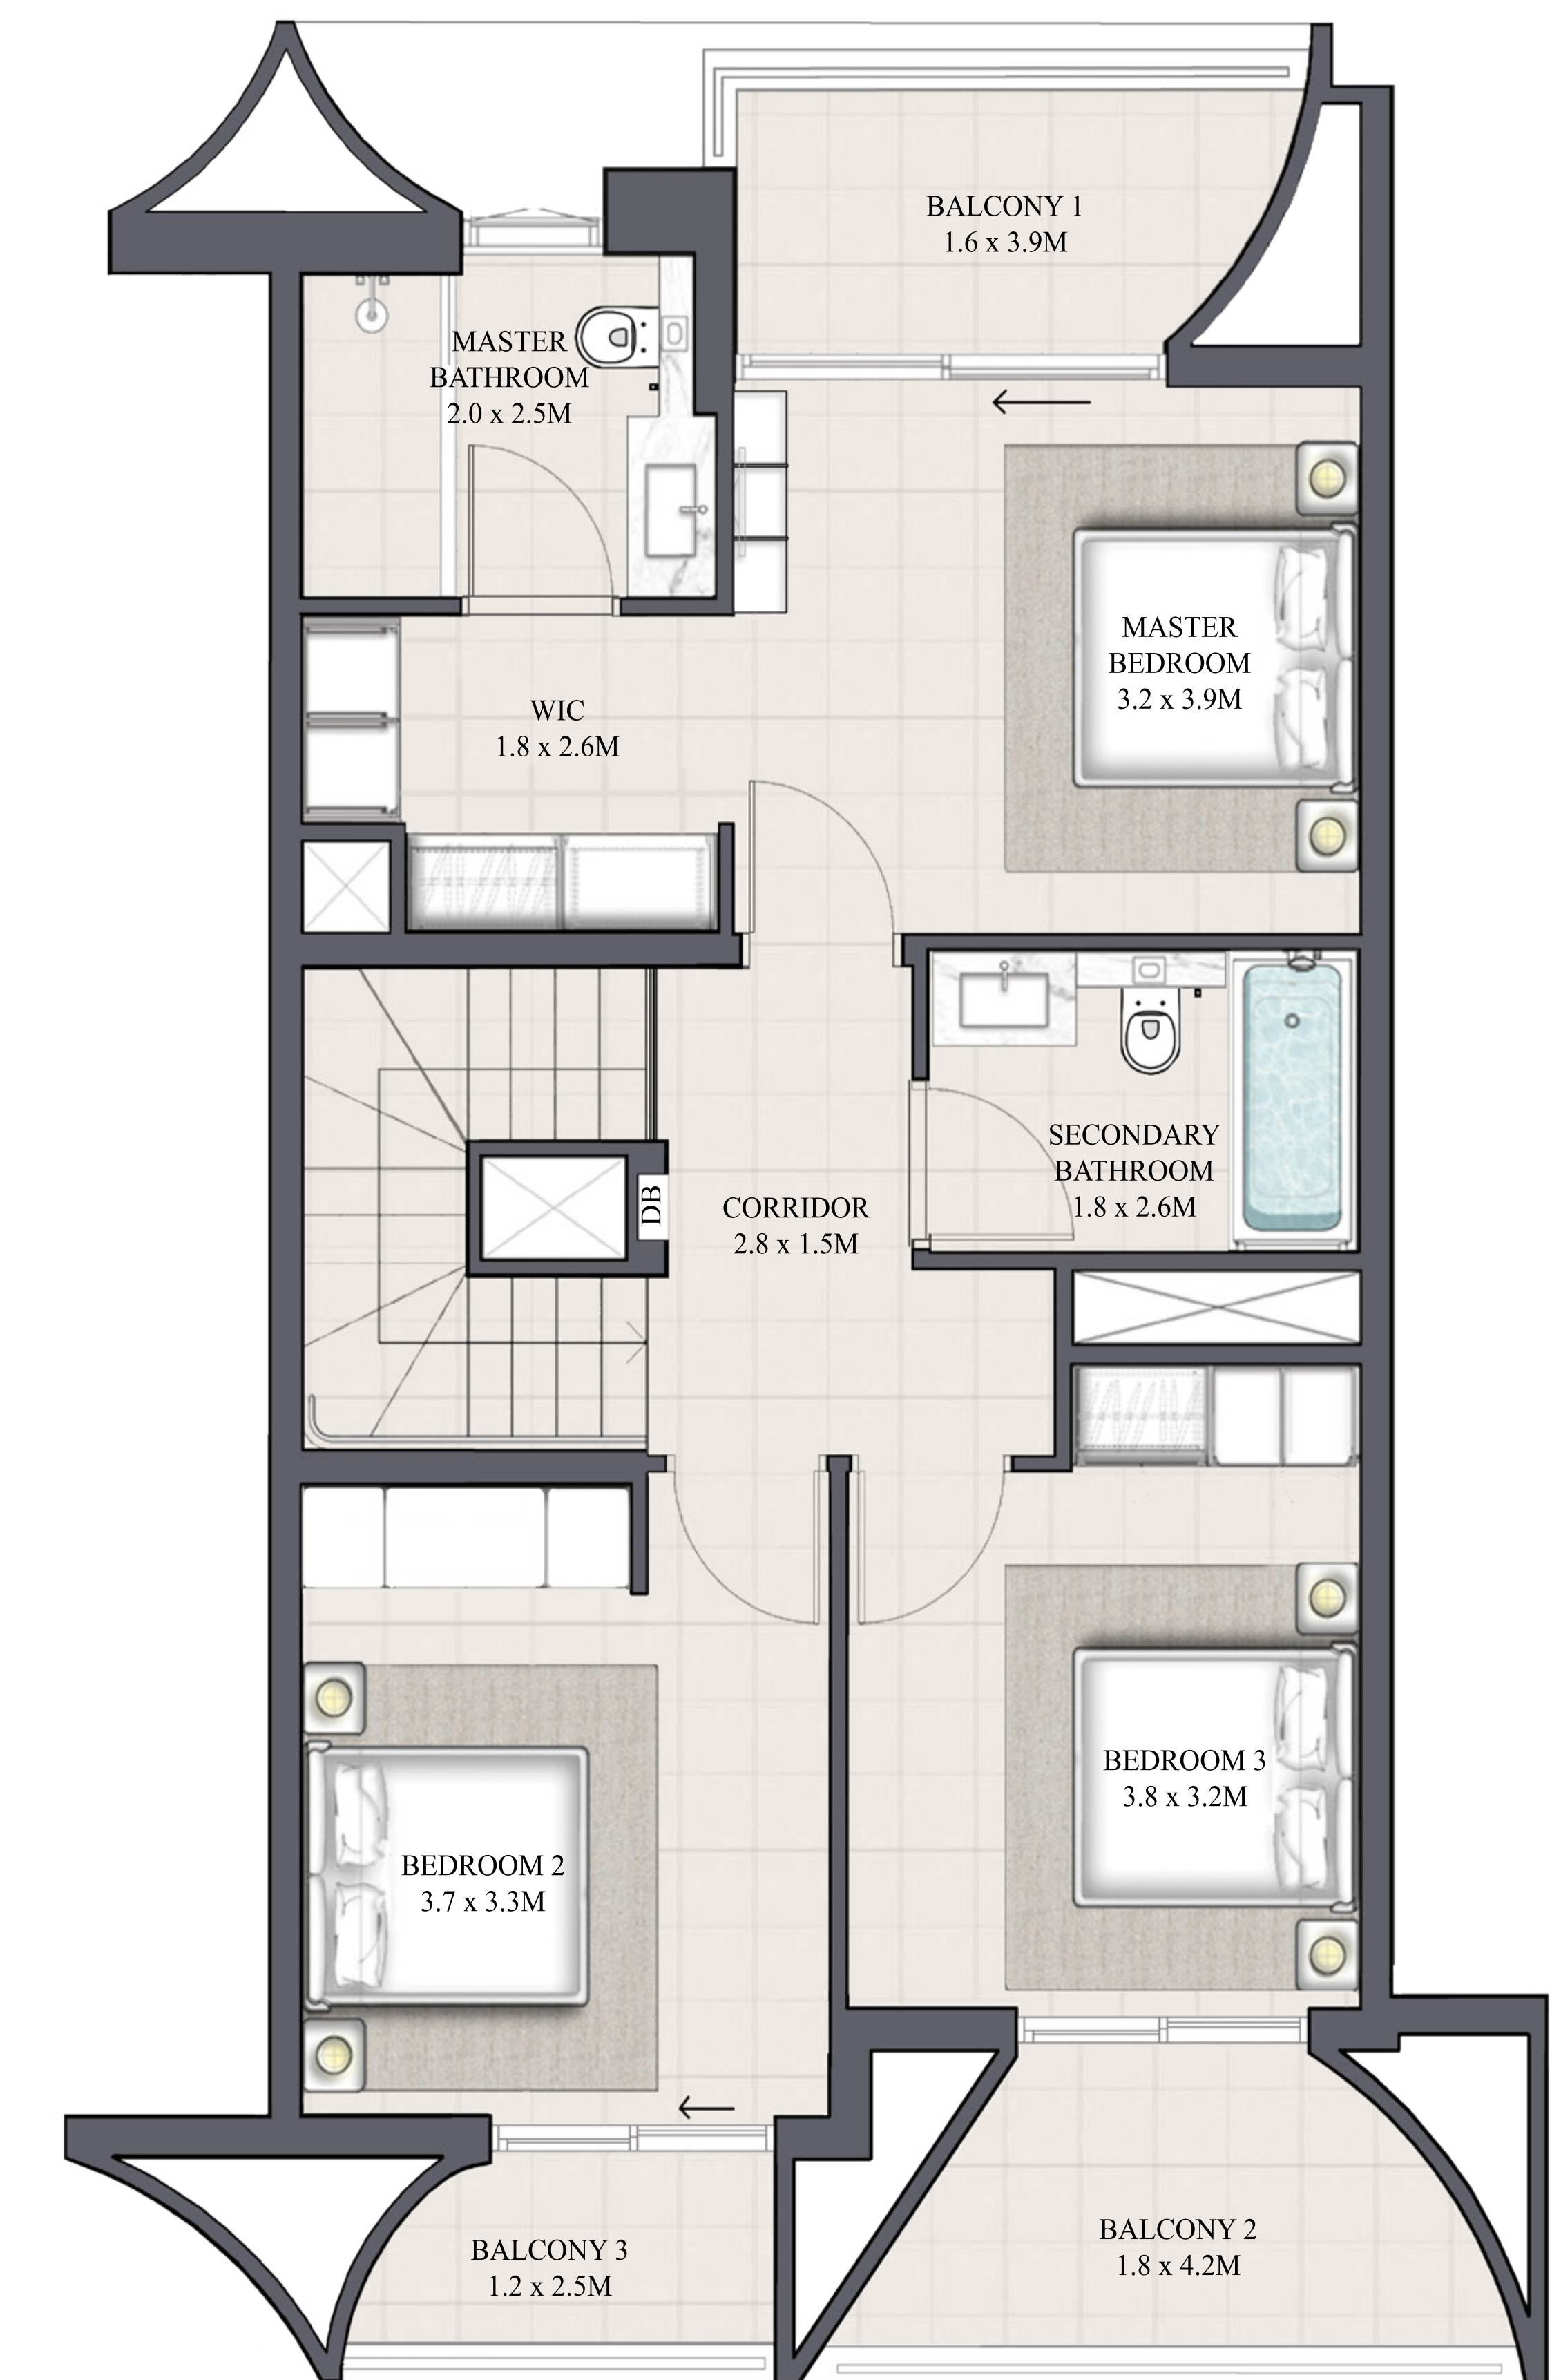 BALCONY 1
1.6 x 3.9M
MASTER
BATHROOM
2.0 x 2.5M
MASTER
BEDROOM
3.2 x 3.9M
WIC
1.8 x 2.6M
SECONDARY
BATHROOM
1.8 x 2.6M
DB
CORRIDOR
2.8 x 1.5M
BEDROOM 3
3.8 x 3.2M
BEDROOM 2
3.7 x 3.3M
BALCONY 2
1.8 x 4.2M
BALCONY 3
1.2 x 2.5M